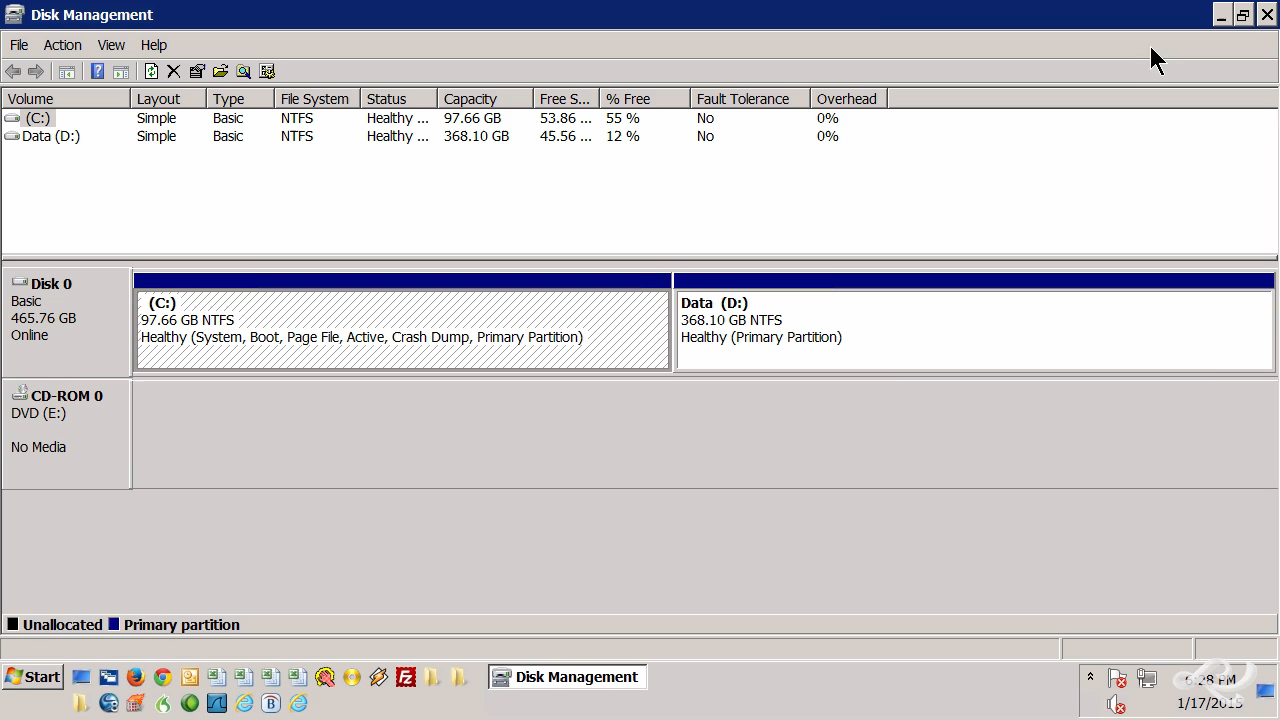 Disk Management
File Action View Help
Volume Layout Type File System Status Capacity Free S... % Free Fault Tolerance Overhead
(C:) Simple Basic NTFS Healthy ... 97.66 GB 53.86 ... 55 % No 0%
Data (D:) Simple Basic NTFS Healthy ... 368.10 GB 45.56 ... 12 % No 0%
Disk 0
Basic
465.76 GB
Online
(C:)
97.66 GB NTFS
Healthy (System, Boot, Page File, Active, Crash Dump, Primary Partition)
Data (D:)
368.10 GB NTFS
Healthy (Primary Partition)
CD-ROM 0
DVD (E:)
No Media
Unallocated Primary partition
Start Disk Management
6:28 PM
1/17/2015